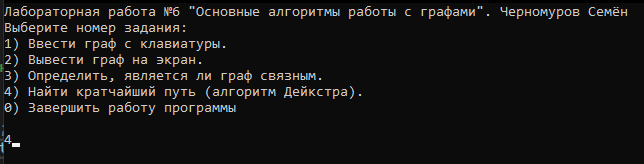 Лабораторная работа №6 "Основные алгоритмы работы с графами". Черномуров Семён
Выберите номер задания:
1) Ввести граф с клавиатуры.
2) Вывести граф на экран.
3) Определить, является ли граф связным.
4) Найти кратчайший путь (алгоритм Дейкстра).
0) Завершить работу программы
4